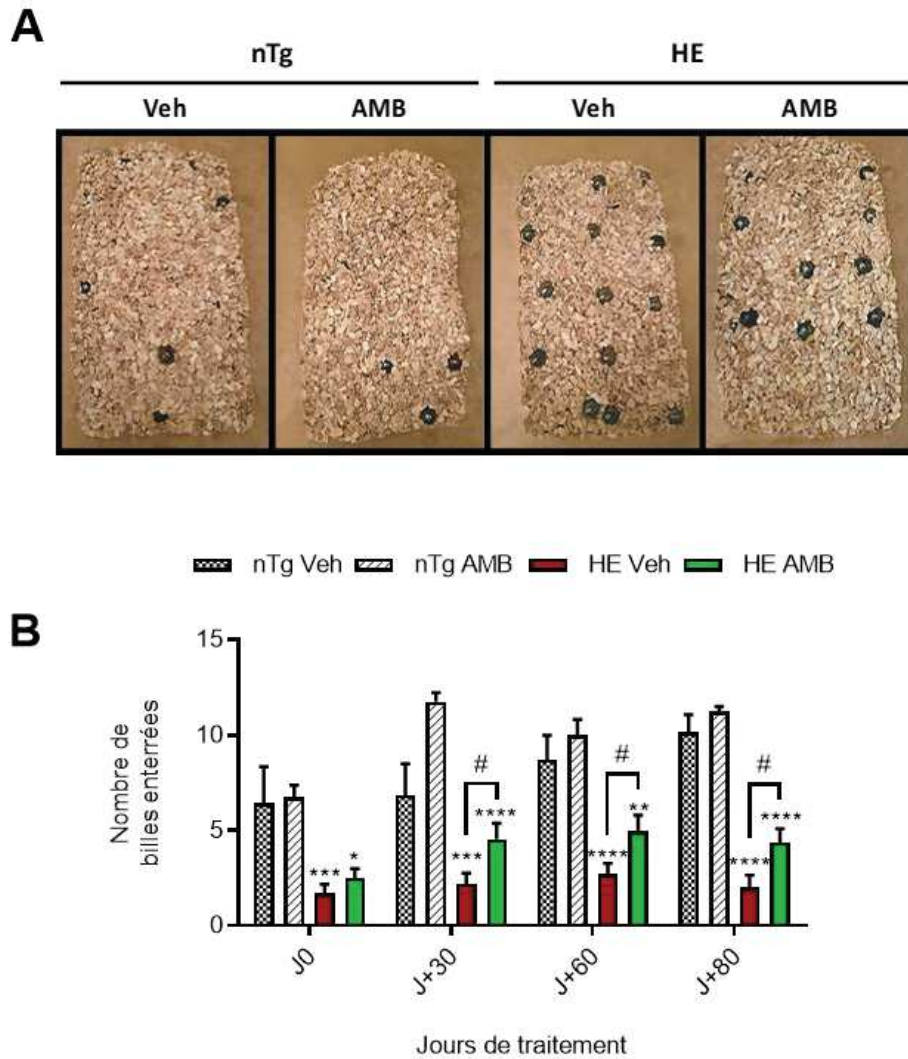 A
nTg HE
Veh AMB Veh AMB
nTg Veh nTg AMB HE Veh HE AMB
B
Nombre de
billes enterrées
15
10
5
0
*** *
# *** ****
# **** **
# **** ****
J0 J+30 J+60 J+80
Jours de traitement